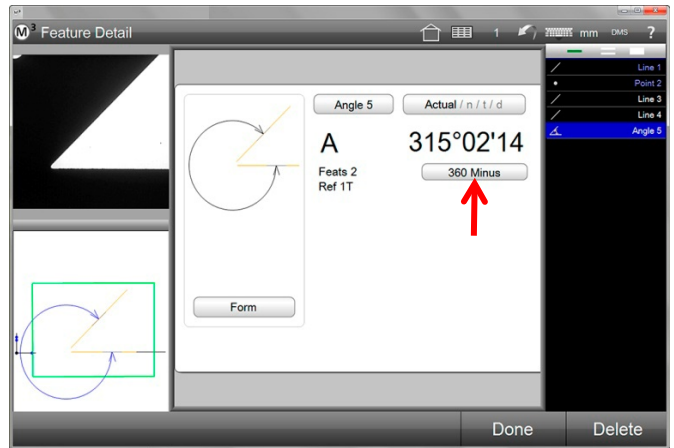 M³ Feature Detail 1 mm DMS ?
Line 1
Point 2
Line 3
Line 4
Angle 5
Angle 5 Actual / n / t / d
A 315°02'14
Feats 2 360 Minus
Ref 1T
Form
Done Delete